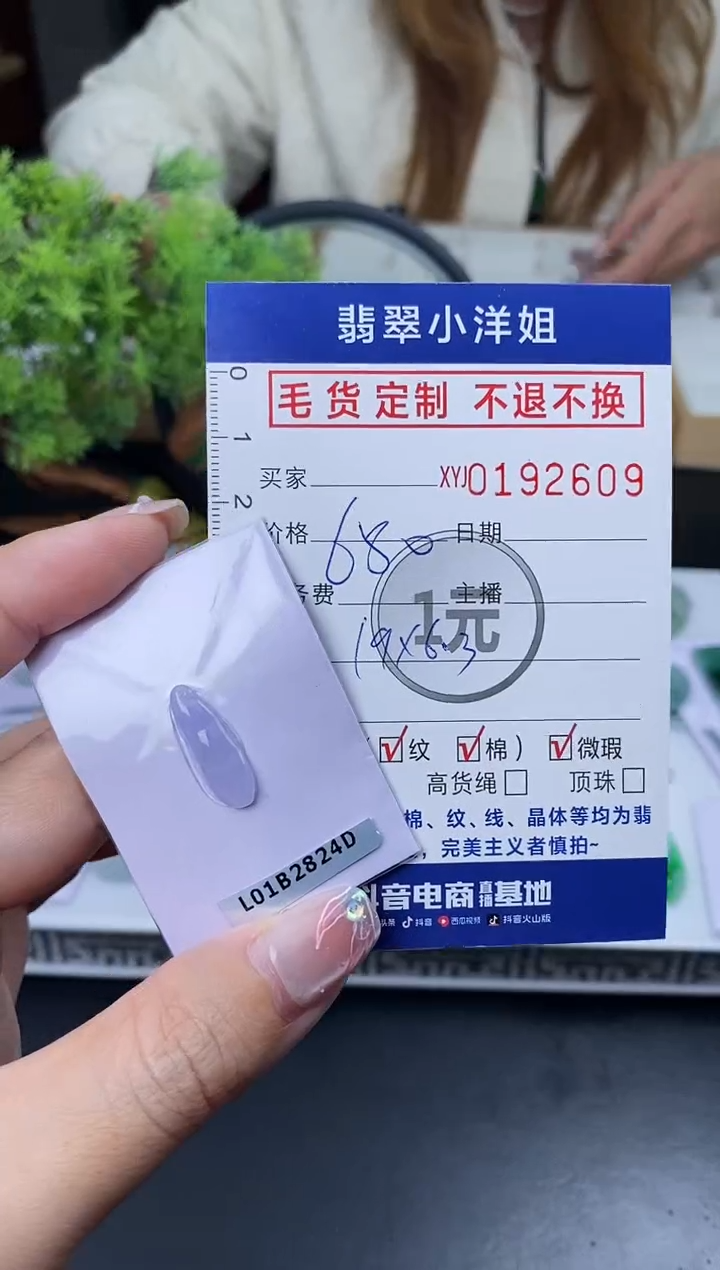 翡翠小洋姐
毛货定制 不退不换
0
1
2
买家 XYJ0192609
价格 680 日期
务费 主播
1元
19×6×3
(☑纹 ☑棉) ☑微瑕
高货绳☐ 顶珠☐
棉、纹、线、晶体等均为翡
,完美主义者慎拍~
抖音电商直播基地
头条 抖音 西瓜视频 抖音火山版
L01B2824D